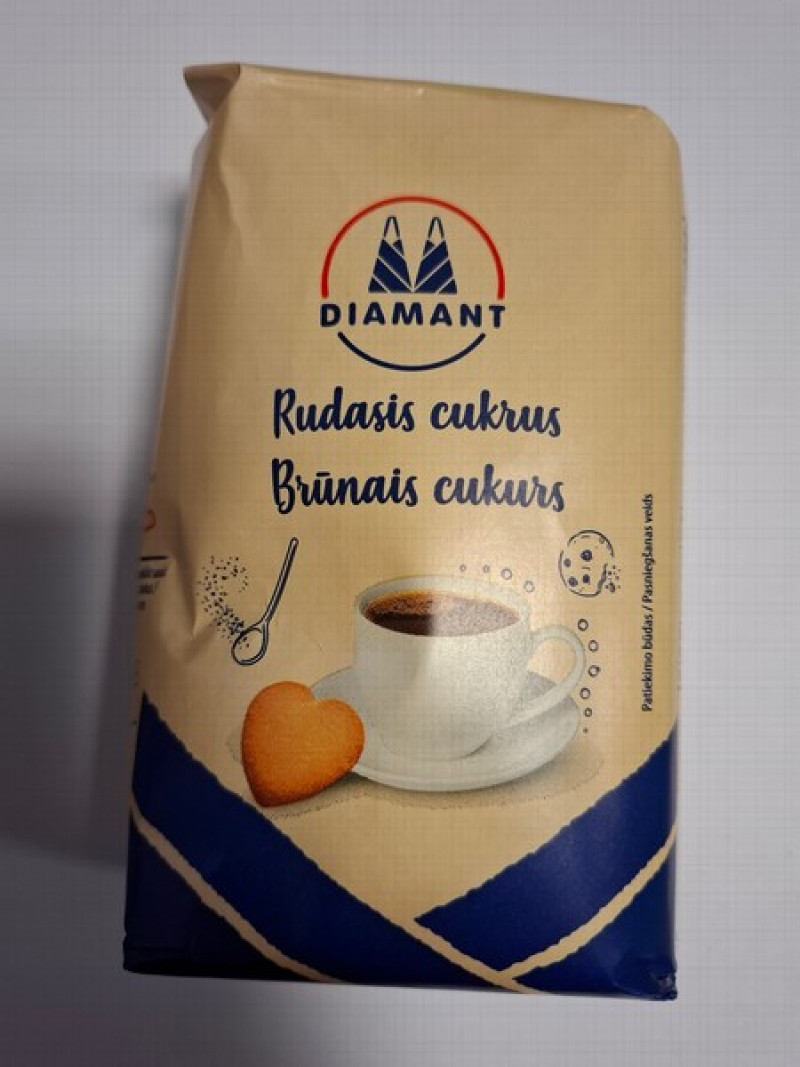 DIAMANT
Rudasis cukrus
Brūnais cukurs
Patiekimo būdas / Pasniegšanas veids